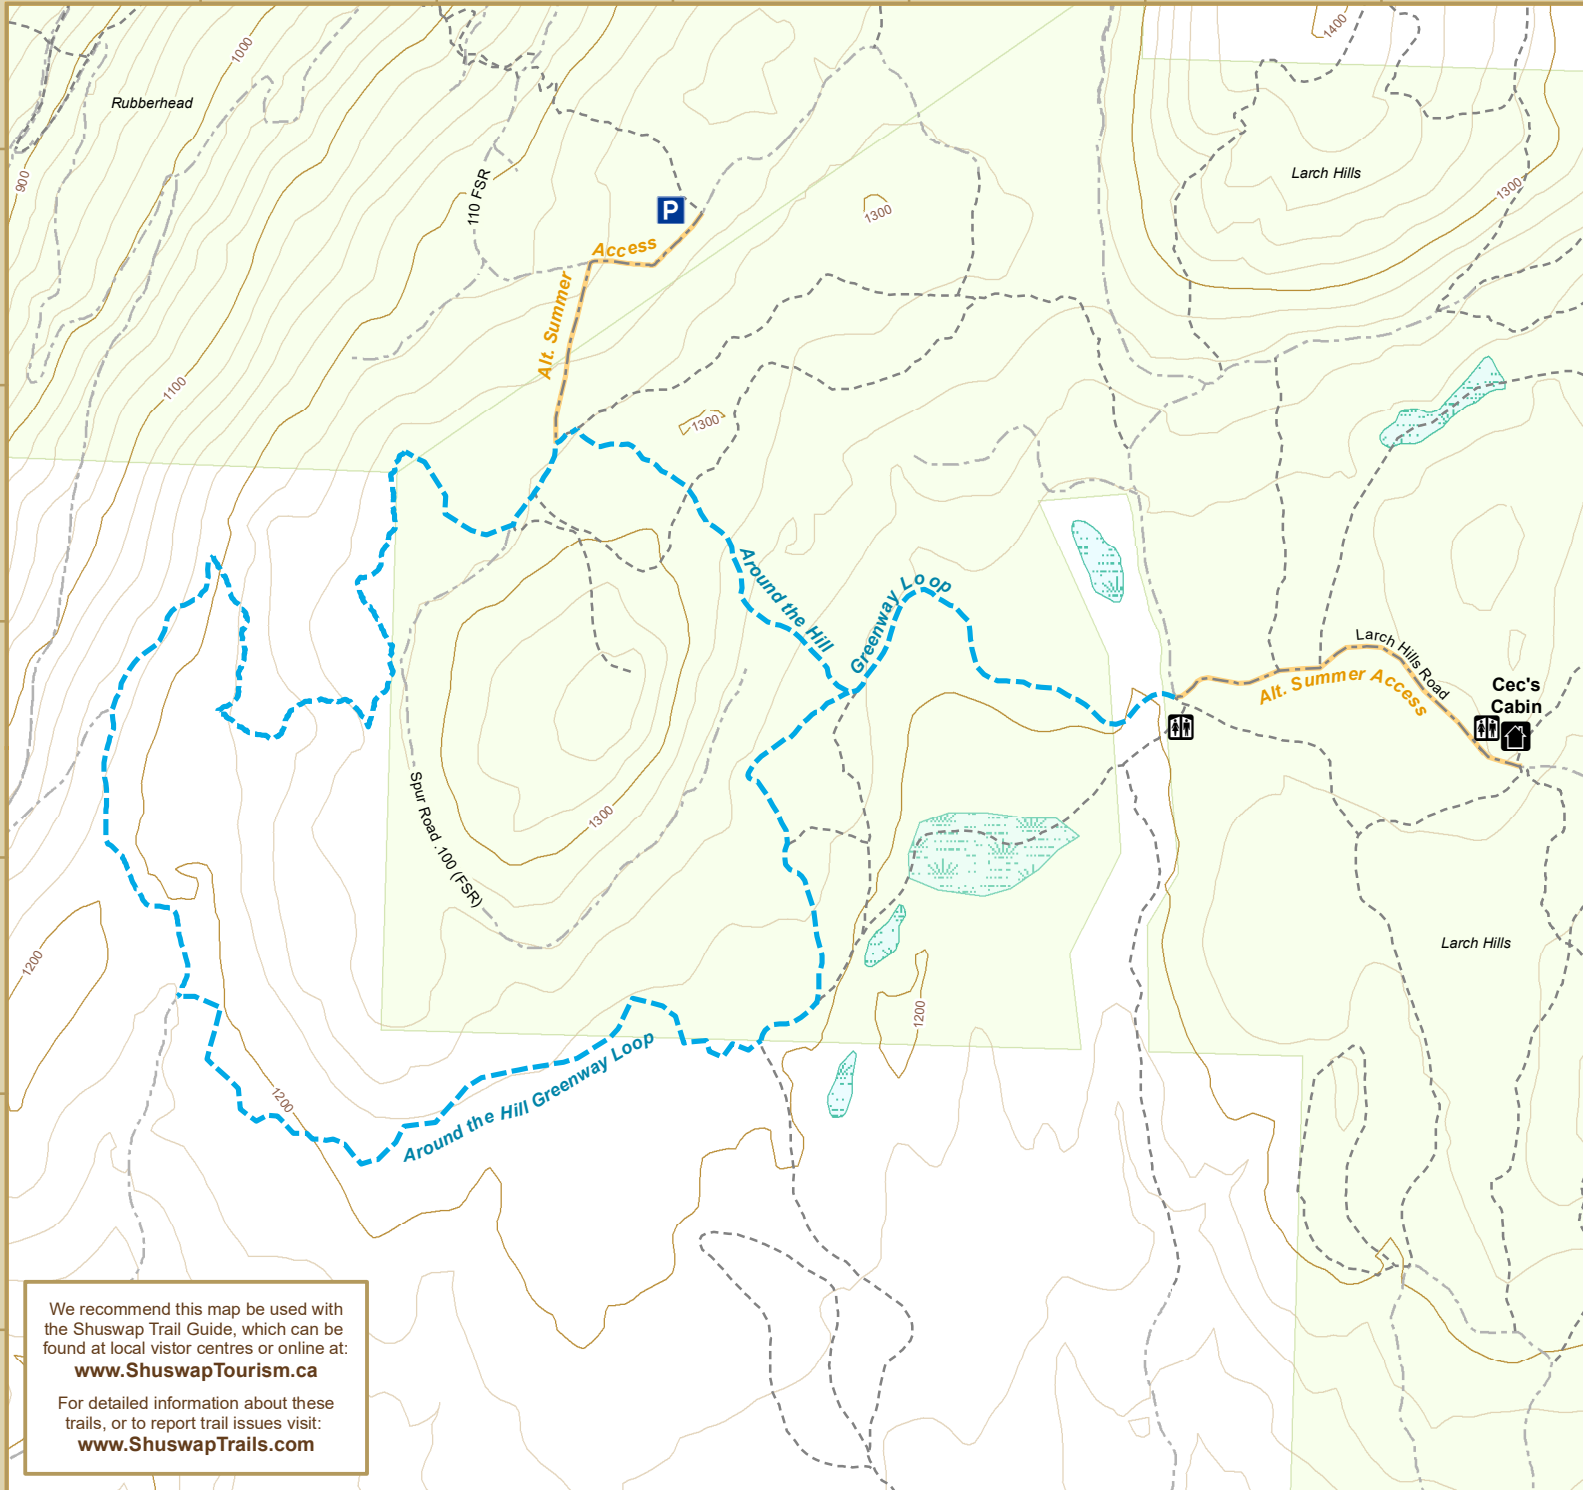 1400
1000
Rubberhead
Larch Hills
900
110 FSR
1300
P
1300
Access
Alt. Summer
1100
1300
Around the Hill
Greenway Loop
Larch Hills Road
Alt. Summer Access
Cec's
Cabin
Spur Road .100 (FSR)
1300
Larch Hills
1200
1200
Around the Hill Greenway Loop
1200
We recommend this map be used with
the Shuswap Trail Guide, which can be
found at local vistor centres or online at:
www.ShuswapTourism.ca
For detailed information about these
trails, or to report trail issues visit:
www.ShuswapTrails.com